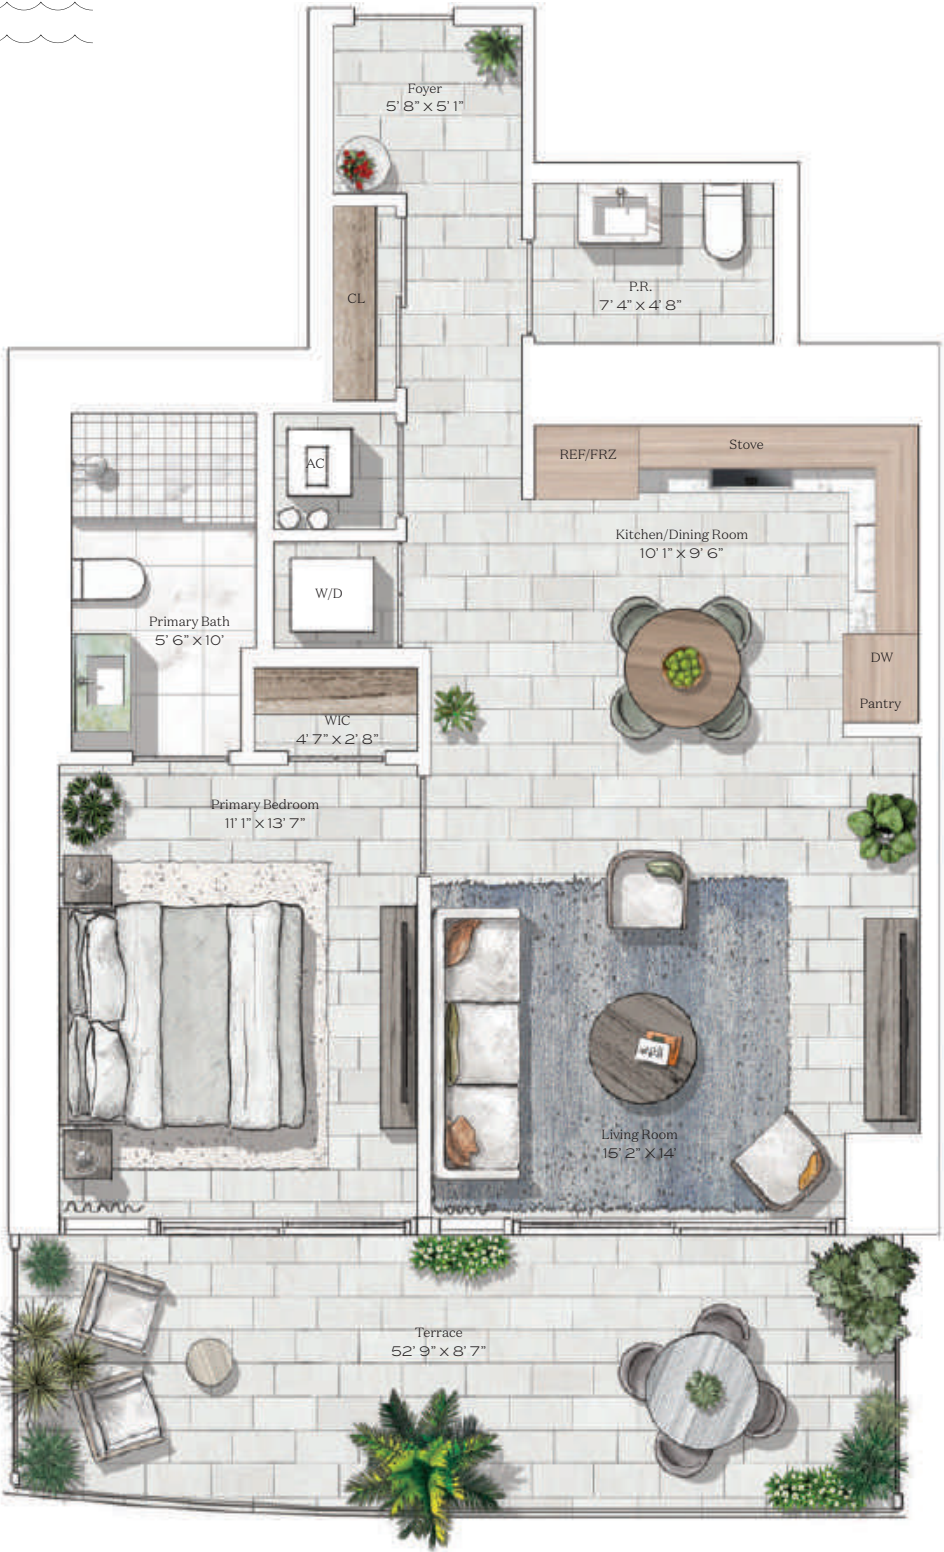 Foyer
5' 8" X 5' 1"
P.R.
7' 4" X 4' 8"
CL
Stove
REF/FRZ
AC
Kitchen/Dining Room
10' 1" X 9' 6"
W/D
Primary Bath
5' 6" X 10'
DW
Pantry
WIC
4' 7" X 2' 8"
Primary Bedroom
11' 1" X 13' 7"
Living Room
15' 2" X 14'
Terrace
52' 9" X 8' 7"